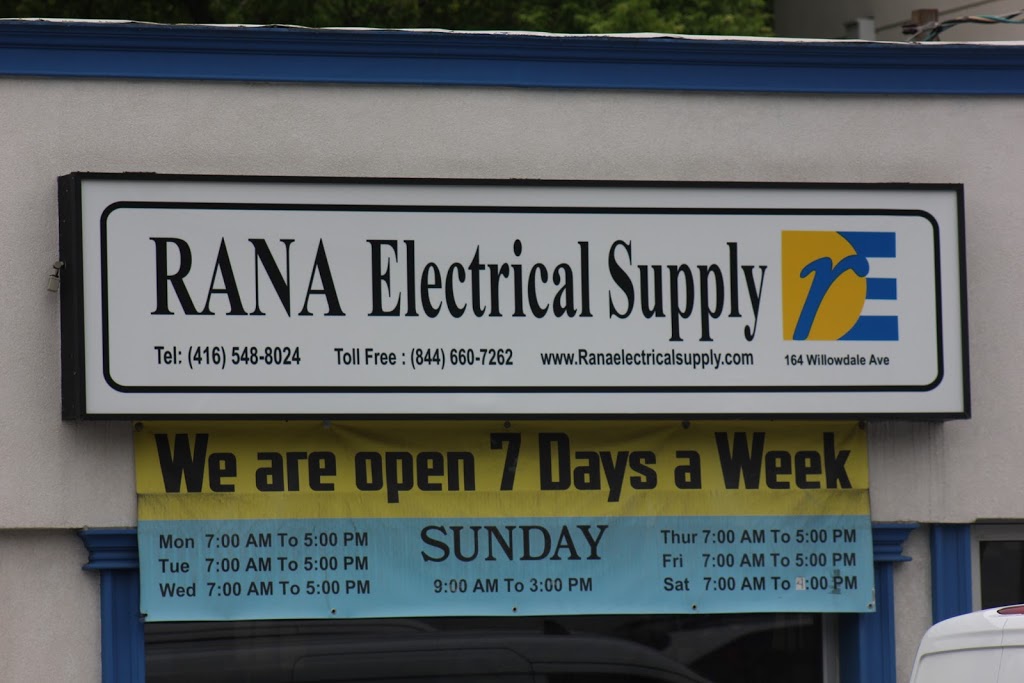 RANA Electrical Supply
rE
Tel: (416) 548-8024 Toll Free : (844) 660-7262 www.Ranaelectricalsupply.com 164 Willowdale Ave
We are open 7 Days a Week
SUNDAY
9:00 AM To 3:00 PM
Mon 7:00 AM To 5:00 PM
Tue 7:00 AM To 5:00 PM
Wed 7:00 AM To 5:00 PM
Thur 7:00 AM To 5:00 PM
Fri 7:00 AM To 5:00 PM
Sat 7:00 AM To 4:00 PM